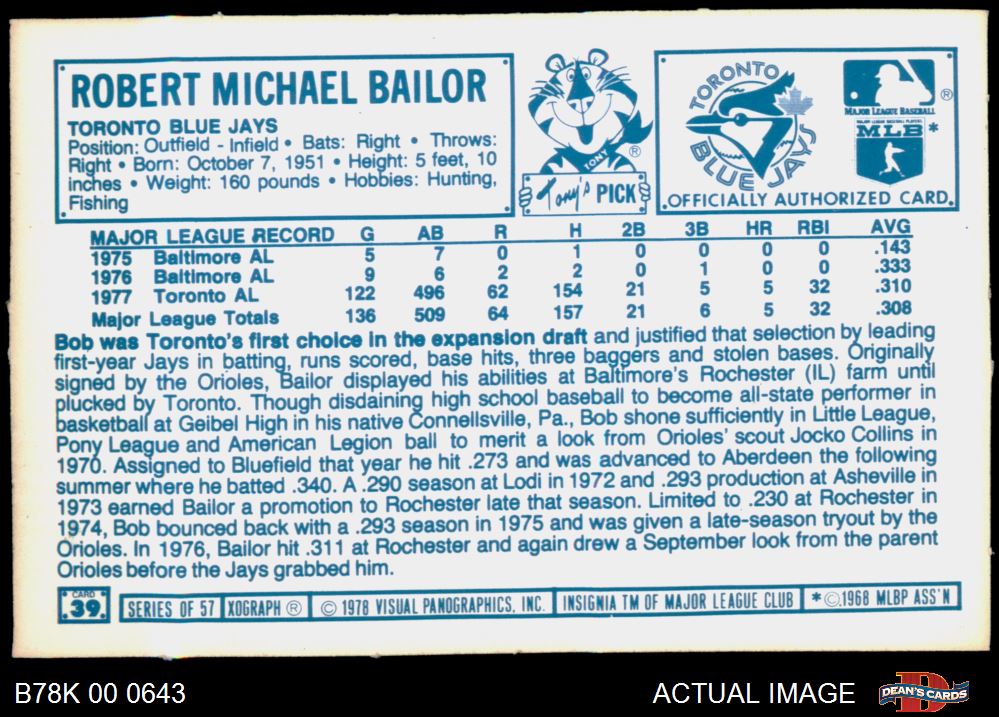 ROBERT MICHAEL BAILOR
TORONTO BLUE JAYS
Position: Outfield - Infield • Bats: Right • Throws:
Right • Born: October 7, 1951 • Height: 5 feet, 10
inches • Weight: 160 pounds • Hobbies: Hunting,
Fishing
TONY ®
Tony's PICK
TORONTO
BLUE JAYS
®
MAJOR LEAGUE BASEBALL
MAJOR LEAGUE BASEBALL PLAYERS
MLB *
OFFICIALLY AUTHORIZED CARD
MAJOR LEAGUE RECORD G AB R H 2B 3B HR RBI AVG
1975 Baltimore AL 5 7 0 1 0 0 0 0 .143
1976 Baltimore AL 9 6 2 2 0 1 0 0 .333
1977 Toronto AL 122 496 62 154 21 5 5 32 .310
Major League Totals 136 509 64 157 21 6 5 32 .308
Bob was Toronto's first choice in the expansion draft and justified that selection by leading
first-year Jays in batting, runs scored, base hits, three baggers and stolen bases. Originally
signed by the Orioles, Bailor displayed his abilities at Baltimore's Rochester (IL) farm until
plucked by Toronto. Though disdaining high school baseball to become all-state performer in
basketball at Geibel High in his native Connellsville, Pa., Bob shone sufficiently in Little League,
Pony League and American Legion ball to merit a look from Orioles' scout Jocko Collins in
1970. Assigned to Bluefield that year he hit .273 and was advanced to Aberdeen the following
summer where he batted .340. A .290 season at Lodi in 1972 and .293 production at Asheville in
1973 earned Bailor a promotion to Rochester late that season. Limited to .230 at Rochester in
1974, Bob bounced back with a .293 season in 1975 and was given a late-season tryout by the
Orioles. In 1976, Bailor hit .311 at Rochester and again drew a September look from the parent
Orioles before the Jays grabbed him.
CARD
39 SERIES OF 57 XOGRAPH ® © 1978 VISUAL PANOGRAPHICS, INC. INSIGNIA TM OF MAJOR LEAGUE CLUB *©1968 MLBP ASS'N
B78K 00 0643 ACTUAL IMAGE DEAN'S CARDS